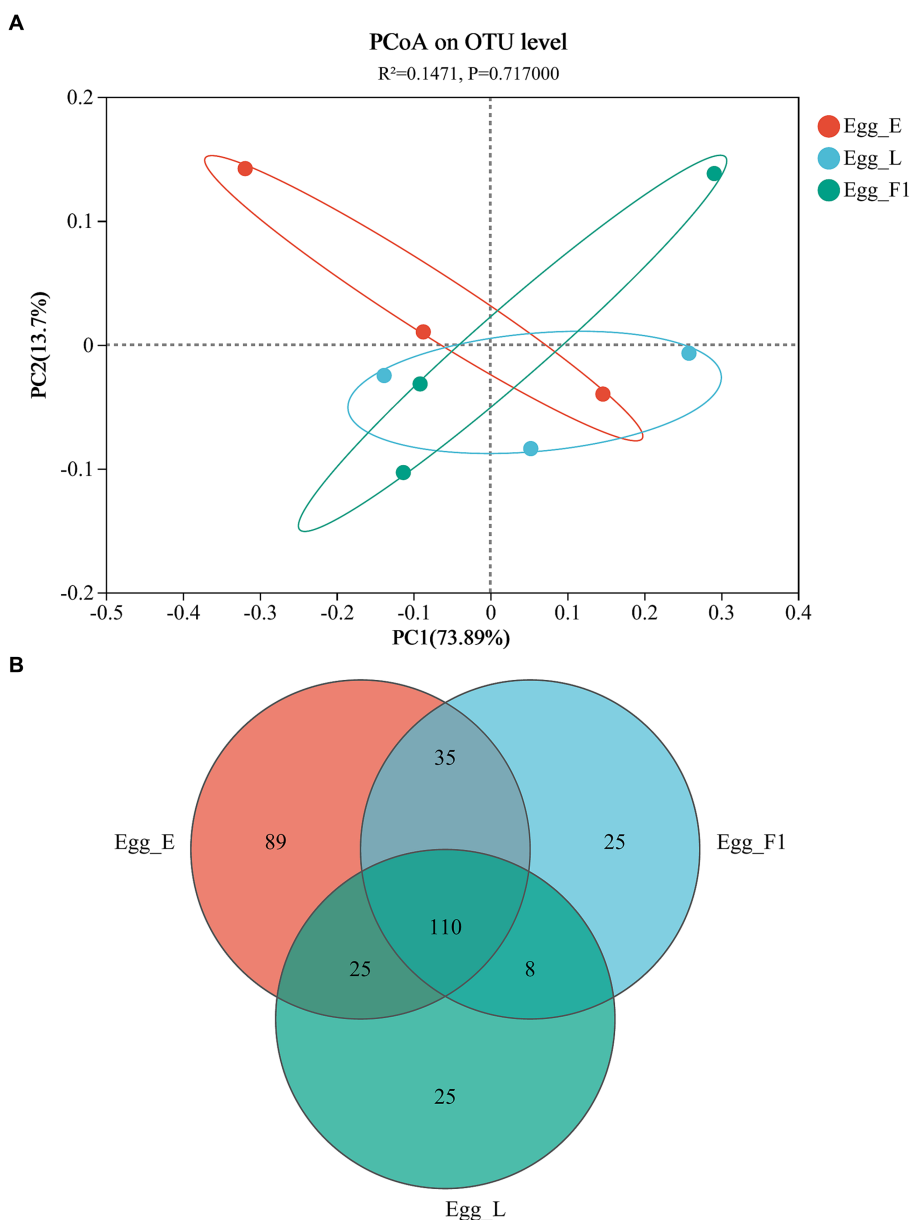 A
PCoA on OTU level
R²=0.1471, P=0.717000
Egg_E
Egg_L
Egg_F1
0.2
0.1
0
-0.1
-0.2
PC2(13.7%)
-0.5 -0.4 -0.3 -0.2 -0.1 0 0.1 0.2 0.3 0.4
PC1(73.89%)
B
35
Egg_E 89 25 Egg_F1
110
25 8
25
Egg_L